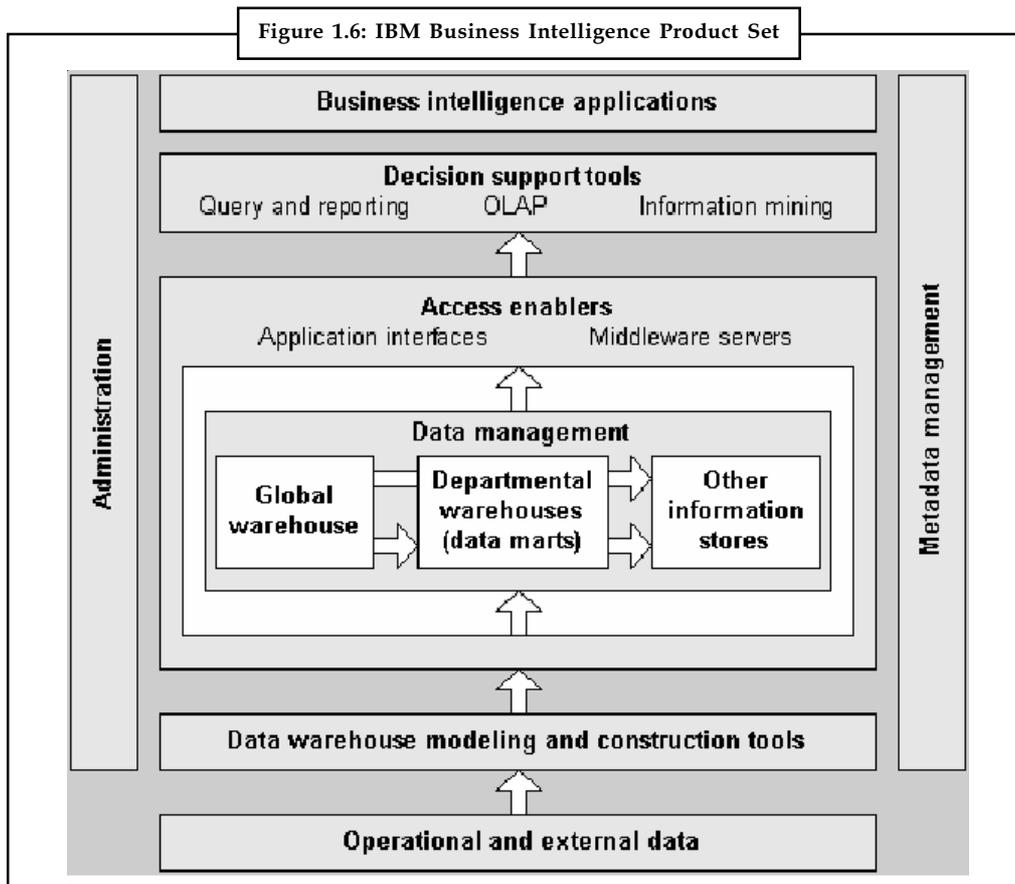 Figure 1.6: IBM Business Intelligence Product Set
Business intelligence applications
Decision support tools
Query and reporting OLAP Information mining
Access enablers
Application interfaces Middleware servers
Data management
Global
warehouse
Departmental
warehouses
(data marts)
Other
information
stores
Data warehouse modeling and construction tools
Operational and external data
Administration
Metadata management